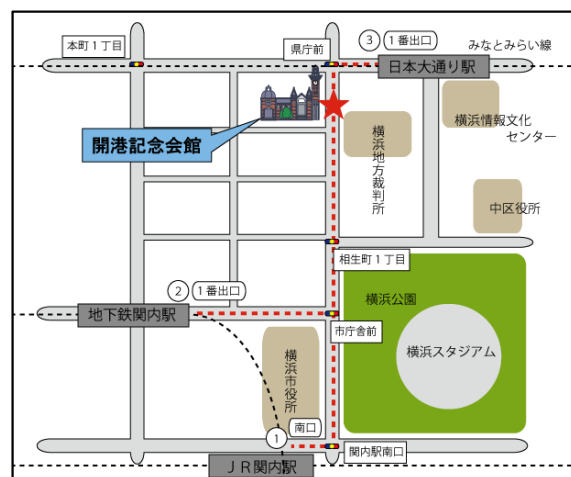 本町１丁目
県庁前
③
１番出口
みなとみらい線
日本大通り駅
開港記念会館
横浜地方裁判所
横浜情報文化
センター
中区役所
相生町１丁目
②
１番出口
地下鉄関内駅
市庁舎前
横浜公園
横浜スタジアム
横浜市役所
①
南口
関内駅南口
ＪＲ関内駅